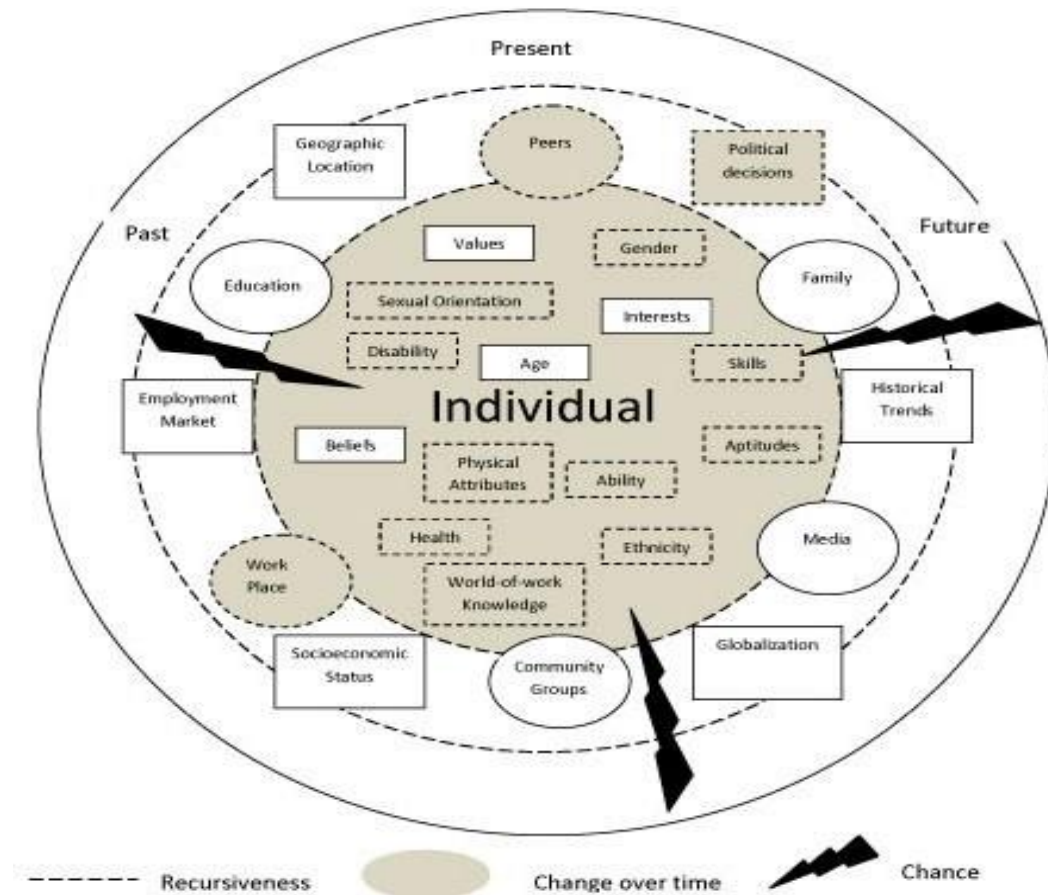 Present
Geographic
Location
Peers
Political
decisions
Past
Future
Values
Gender
Education
Family
Sexual Orientation
Interests
Disability
Age
Skills
Employment
Market
Individual
Historical
Trends
Beliefs
Aptitudes
Physical
Attributes
Ability
Health
Ethnicity
Media
Work
Place
World-of-work
Knowledge
Socioeconomic
Status
Community
Groups
Globalization
Recursiveness
Change over time
Chance